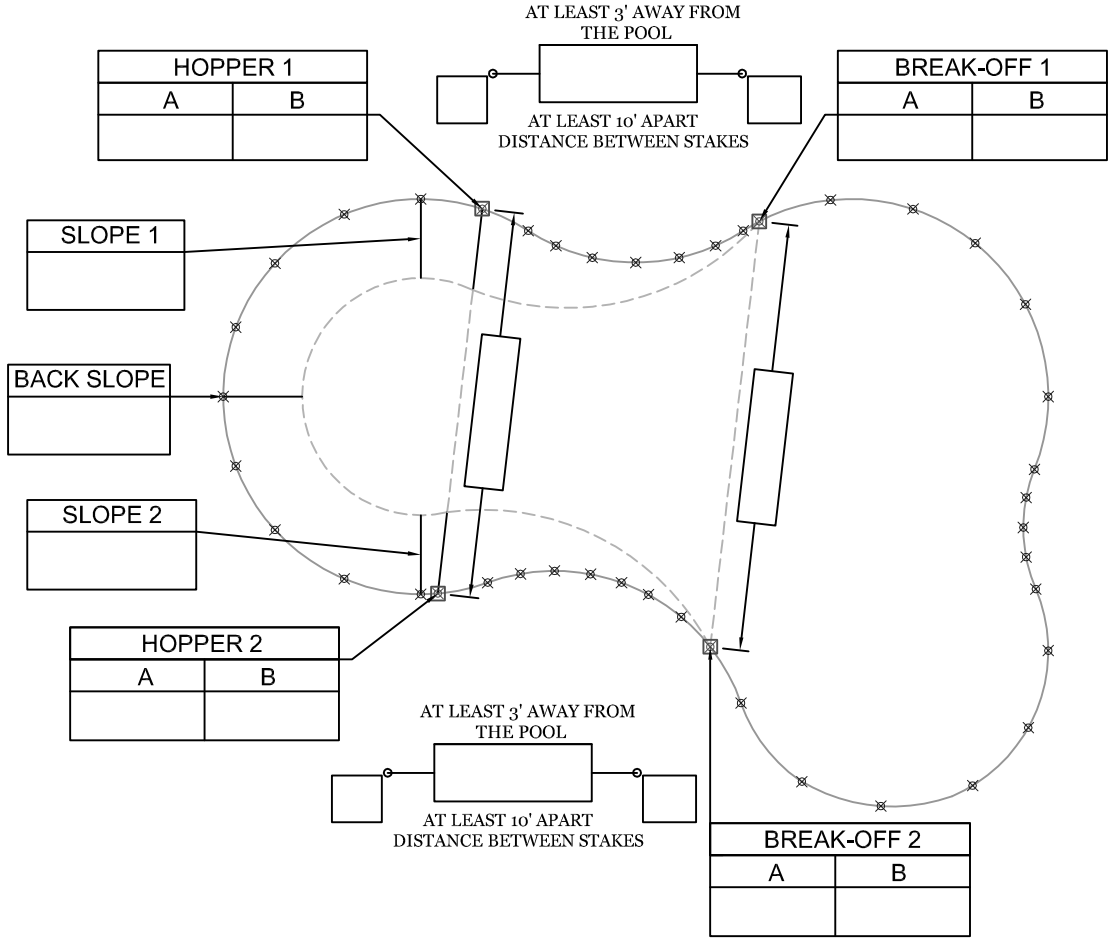 AT LEAST 3' AWAY FROM
THE POOL
HOPPER 1
A B
BREAK-OFF 1
A B
AT LEAST 10' APART
DISTANCE BETWEEN STAKES
SLOPE 1
BACK SLOPE
SLOPE 2
HOPPER 2
A B
AT LEAST 3' AWAY FROM
THE POOL
AT LEAST 10' APART
DISTANCE BETWEEN STAKES
BREAK-OFF 2
A B